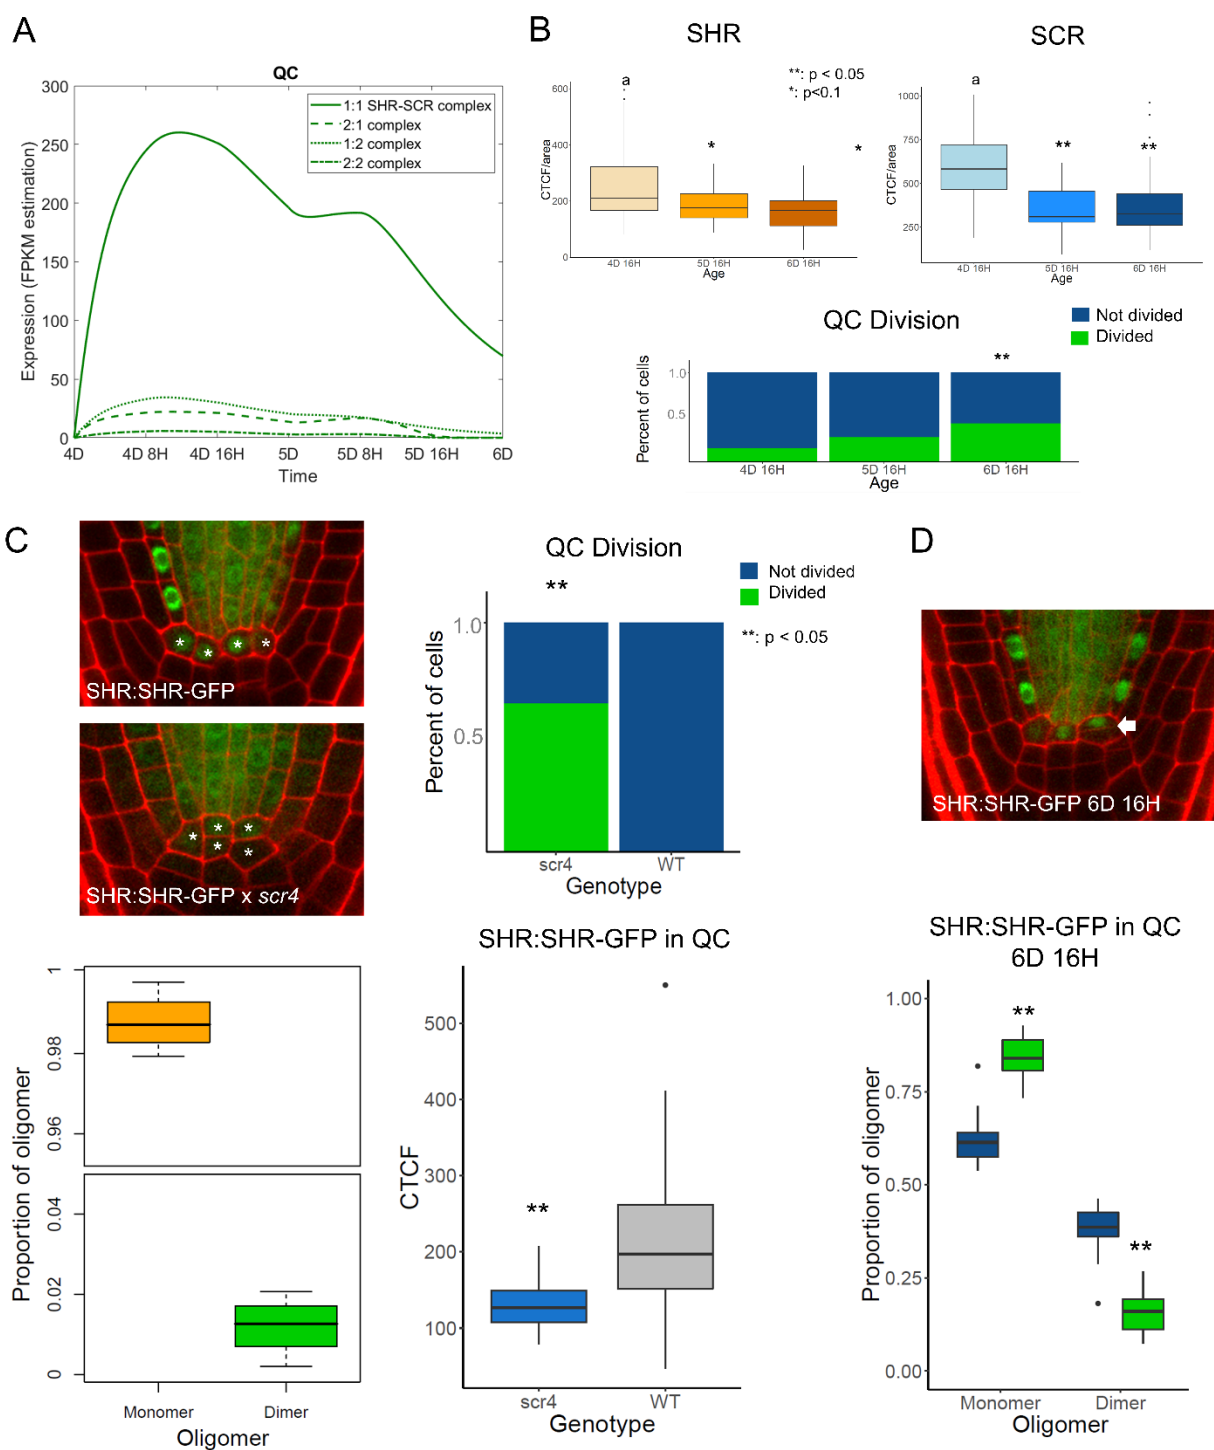 A
QC
Expression (FPKM estimation)
300
250
200
150
100
50
0
4D 4D 8H 4D 16H 5D 5D 8H 5D 16H 6D
Time
1:1 SHR-SCR complex
2:1 complex
1:2 complex
2:2 complex
B
SHR
**: p < 0.05
*: p<0.1
CTCF/area
600
400
200
0
a
*
*
4D 16H 5D 16H 6D 16H
Age
SCR
CTCF/area
1000
750
500
250
a
**
**
4D 16H 5D 16H 6D 16H
Age
QC Division
Not divided
Divided
Percent of cells
1.0
0.5
**
4D 16H 5D 16H 6D 16H
Age
C
* * * *
SHR:SHR-GFP
* * * * *
SHR:SHR-GFP x scr4
QC Division
Not divided
Divided
**: p < 0.05
**
Percent of cells
1.0
0.5
scr4 WT
Genotype
D
SHR:SHR-GFP 6D 16H
Proportion of oligomer
1
0.98
0.96
0.04
0.02
0
Monomer Dimer
Oligomer
SHR:SHR-GFP in QC
CTCF
500
400
300
200
100
**
scr4 WT
Genotype
SHR:SHR-GFP in QC
6D 16H
Proportion of oligomer
1.00
0.75
0.50
0.25
0.00
**
**
Monomer Dimer
Oligomer